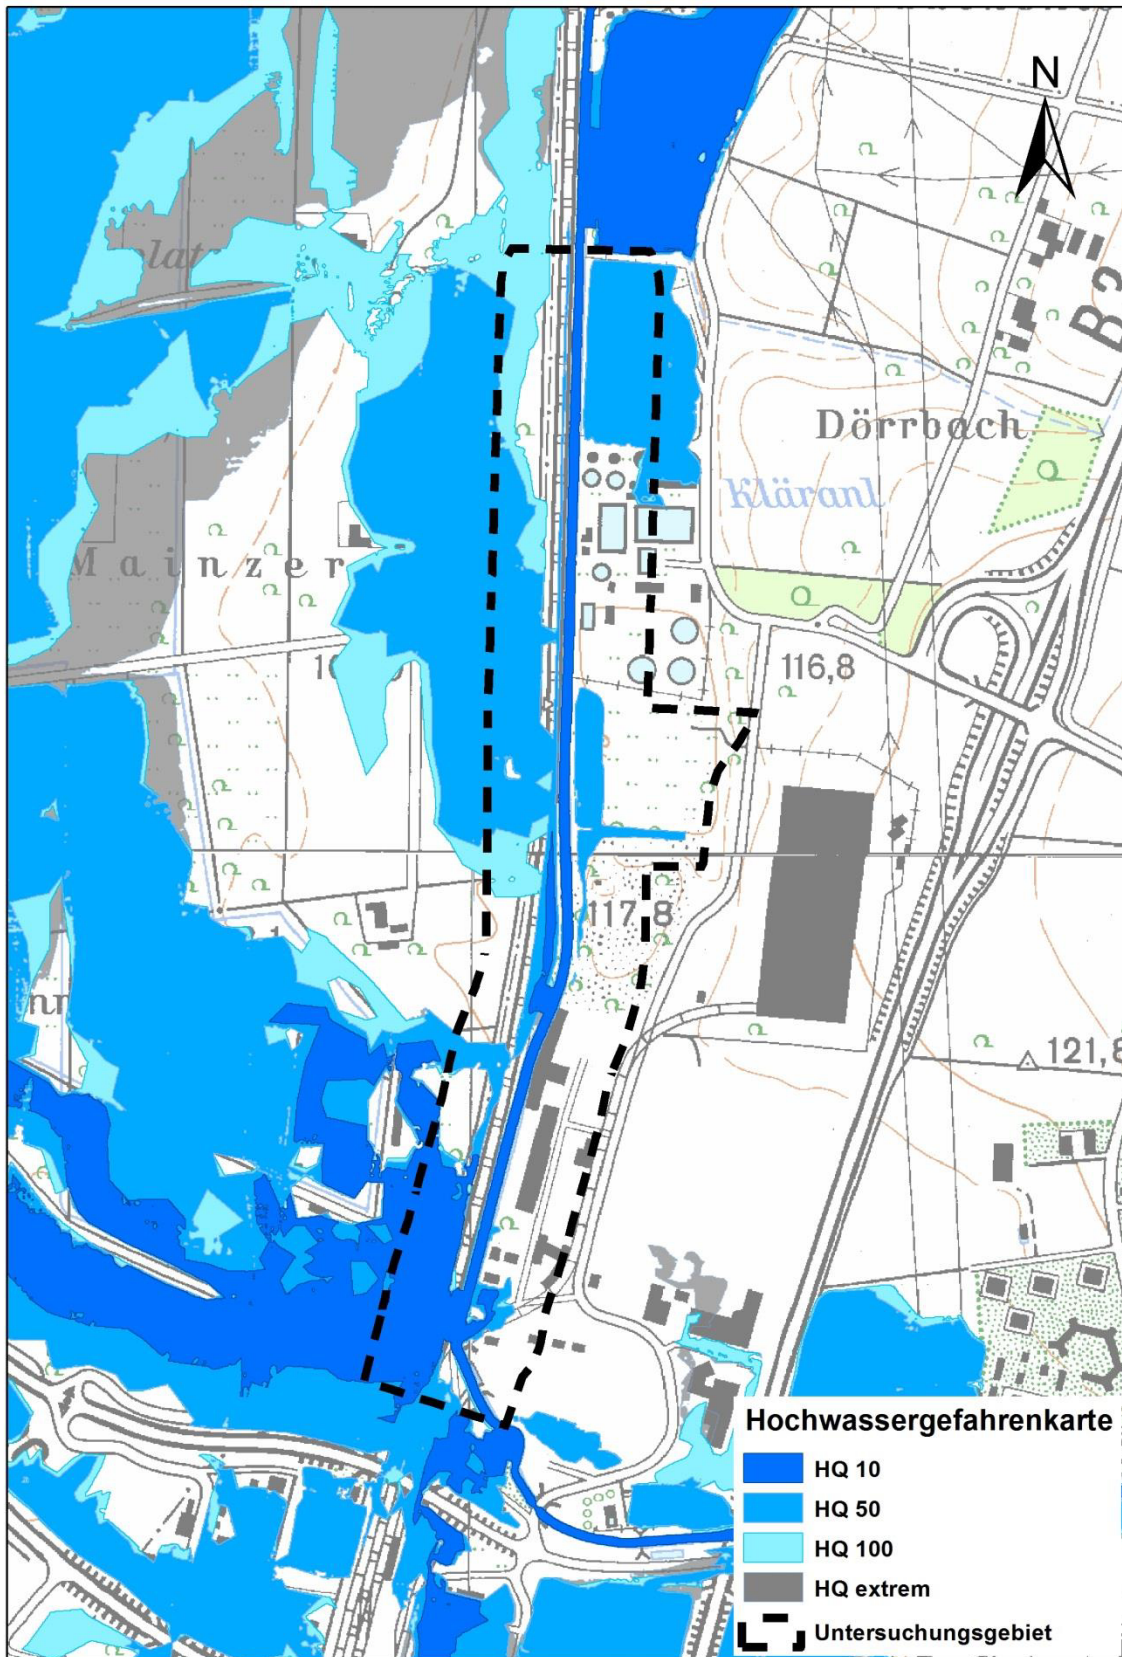 N
Dörrbach
Kläranl
Mainzer
116,8
117,8
121,8
Hochwassergefahrenkarte
HQ 10
HQ 50
HQ 100
HQ extrem
Untersuchungsgebiet